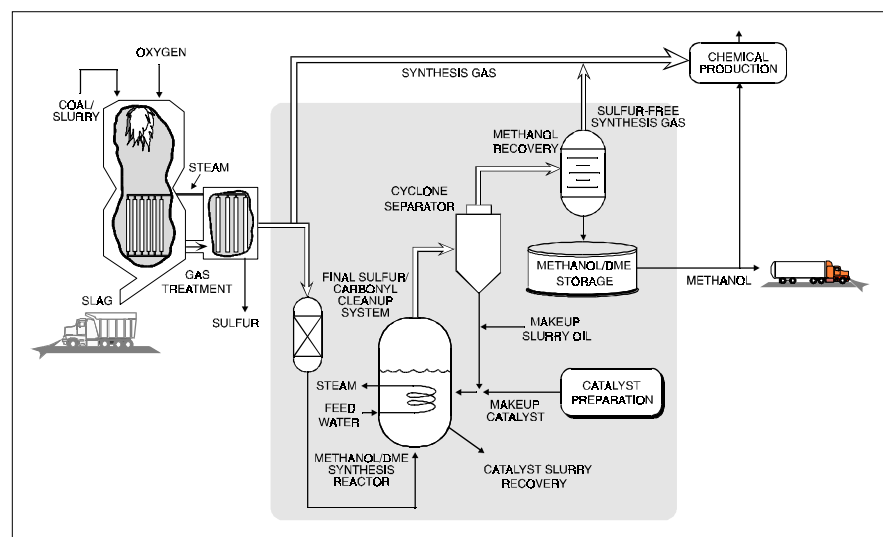 OXYGEN
COAL/
SLURRY
STEAM
SYNTHESIS GAS
CHEMICAL
PRODUCTION
SULFUR-FREE
SYNTHESIS GAS
METHANOL
RECOVERY
CYCLONE
SEPARATOR
GAS
TREATMENT
SLAG
SULFUR
FINAL SULFUR/
CARBONYL
CLEANUP
SYSTEM
METHANOL/DME
STORAGE
METHANOL
MAKEUP
SLURRY OIL
STEAM
FEED
WATER
MAKEUP
CATALYST
CATALYST
PREPARATION
METHANOL/DME
SYNTHESIS
REACTOR
CATALYST SLURRY
RECOVERY